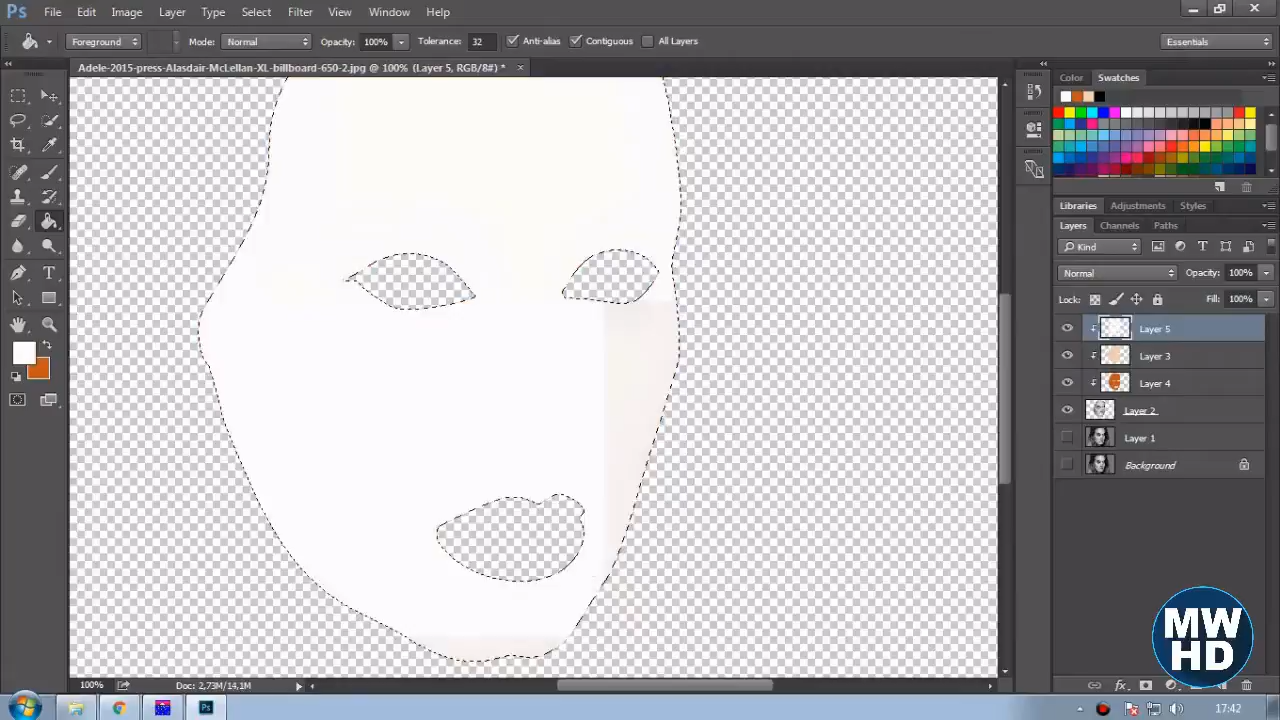 Ps File Edit Image Layer Type Select Filter View Window Help
Foreground Mode: Normal Opacity: 100% Tolerance: 32 Anti-alias Contiguous All Layers Essentials
Adele-2015-press-Alasdair-McLellan-XL-billboard-650-2.jpg @ 100% (Layer 5, RGB/8#) * ×
Color Swatches
Libraries Adjustments Styles
Layers Channels Paths
Kind
Normal Opacity: 100%
Lock: Fill: 100%
Layer 5
Layer 3
Layer 4
Layer 2
Layer 1
Background
MW
HD
100% Doc: 2,73M/14,1M
fx
Ps 17:42